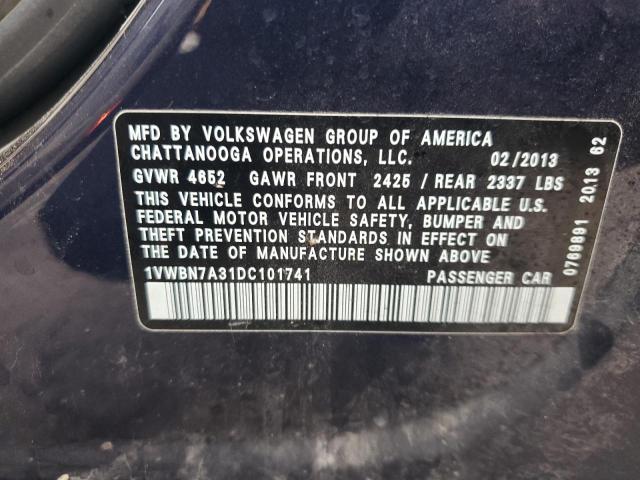 MFD BY VOLKSWAGEN GROUP OF AMERICA
CHATTANOOGA OPERATIONS, LLC. 02/2013
GVWR 4652 GAWR FRONT 2425 / REAR 2337 LBS
THIS VEHICLE CONFORMS TO ALL APPLICABLE U.S.
FEDERAL MOTOR VEHICLE SAFETY, BUMPER AND
THEFT PREVENTION STANDARDS IN EFFECT ON
THE DATE OF MANUFACTURE SHOWN ABOVE
1VWBN7A31DC101741 PASSENGER CAR
0769891 2013 62